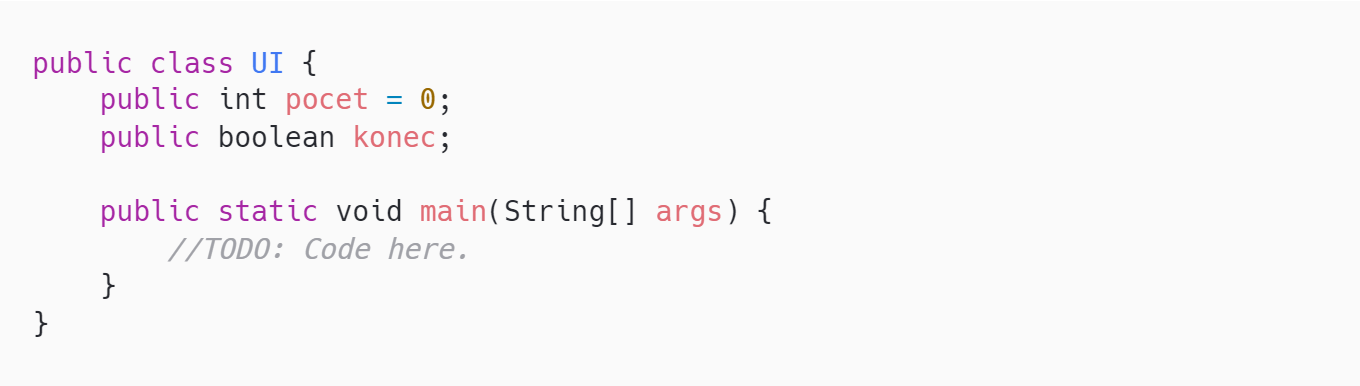 public class UI {
    public int pocet = 0;
    public boolean konec;
    public static void main(String[] args) {
        //TODO: Code here.
    }
}